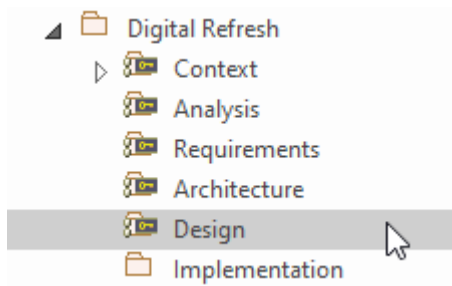 Digital Refresh
Context
Analysis
Requirements
Architecture
Design
Implementation